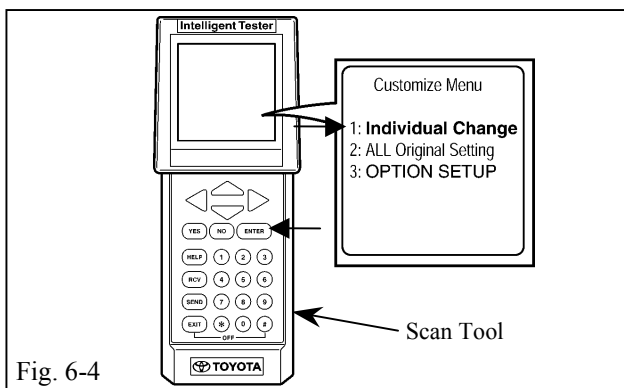 Intelligent Tester
Customize Menu
1: Individual Change
2: ALL Original Setting
3: OPTION SETUP
YES NO ENTER
HELP 1 2 3
RCV 4 5 6
SEND 7 8 9
EXIT * 0 #
OFF
TOYOTA
Scan Tool
Fig. 6-4